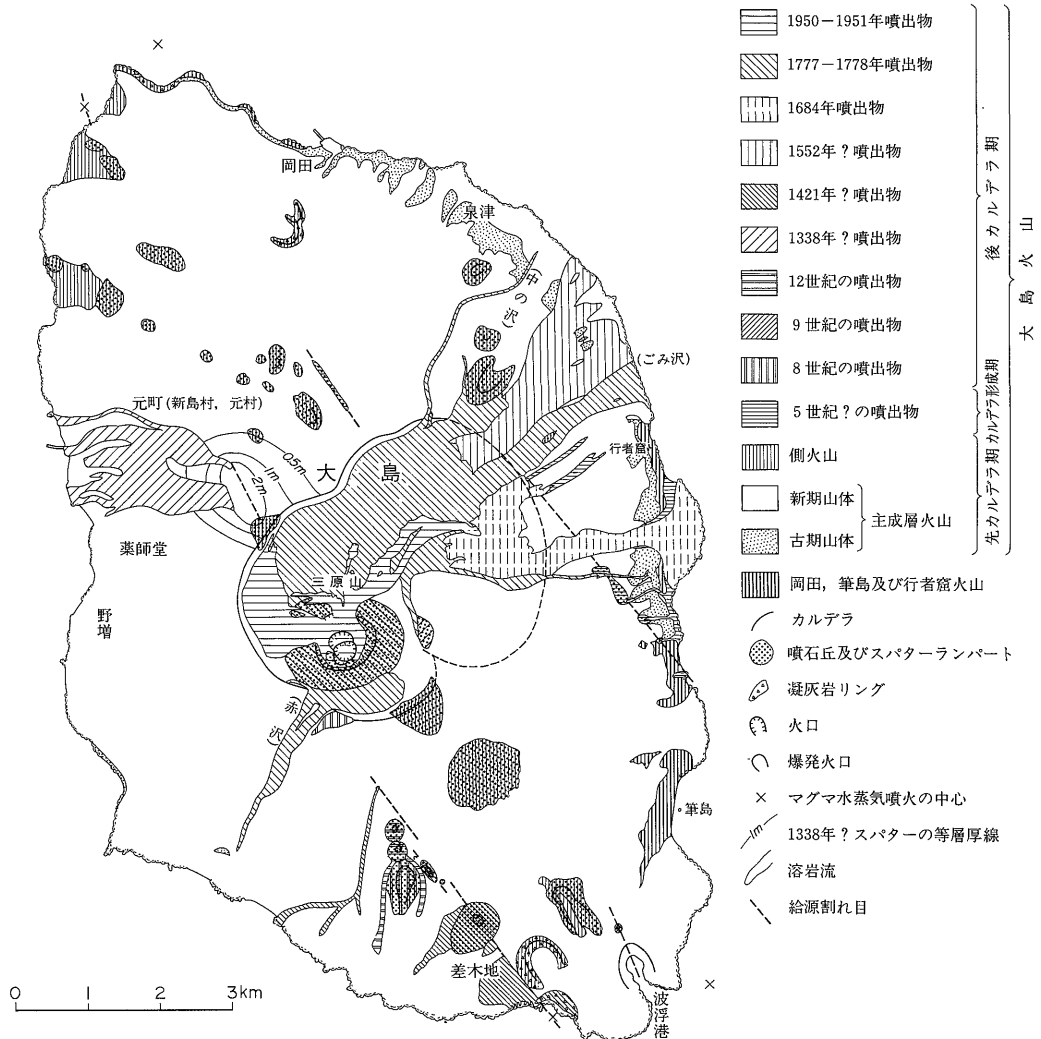 1950−1951年噴出物
1777−1778年噴出物
1684年噴出物
1552年？噴出物
1421年？噴出物
1338年？噴出物
12世紀の噴出物
9世紀の噴出物
8世紀の噴出物
5世紀？の噴出物
側火山
新期山体
古期山体
主成層火山
岡田，筆島及び行者窟火山
カルデラ
噴石丘及びスパターランパート
凝灰岩リング
火口
爆発火口
マグマ水蒸気噴火の中心
1m
1338年？スパターの等層厚線
溶岩流
給源割れ目
後カルデラ期
カルデラ形成期
先カルデラ期
大島火山
岡田
泉津
(中の沢)
(ごみ沢)
元町(新島村，元村)
行者窟
大島
0.5m
1m
2m
薬師堂
三原山
野増
(赤沢)
筆島
差木地
波浮港
0 1 2 3km